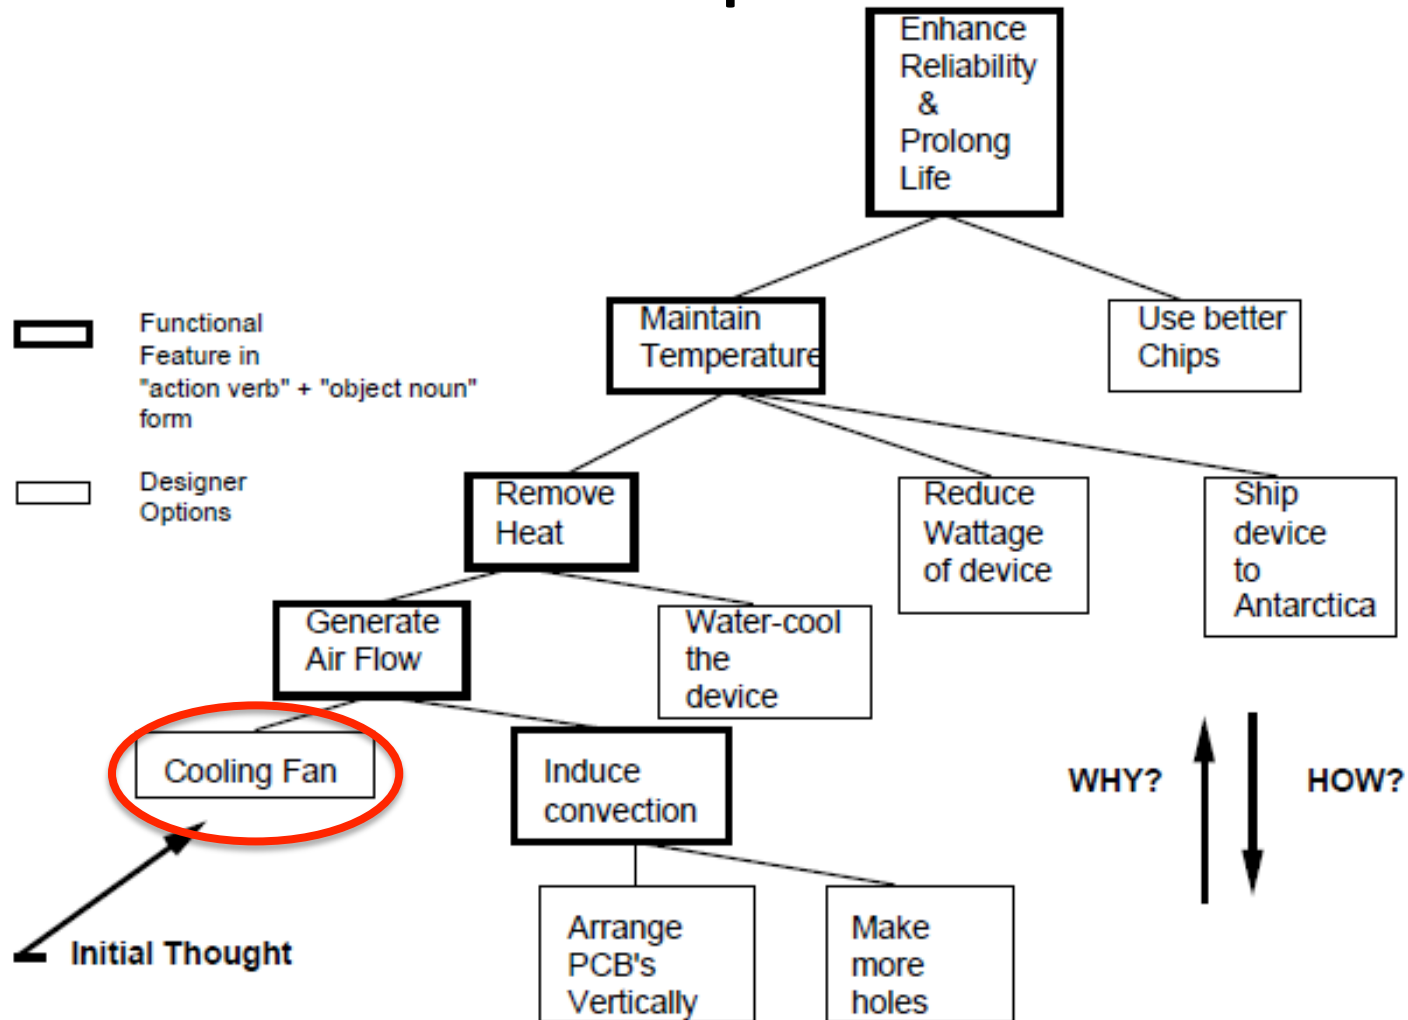 Enhance
Reliability
&
Prolong
Life
Maintain
Temperature
Use better
Chips
Functional
Feature in
"action verb" + "object noun"
form
Designer
Options
Remove
Heat
Reduce
Wattage
of device
Ship
device
to
Antarctica
Generate
Air Flow
Water-cool
the
device
Cooling Fan
Induce
convection
WHY?
HOW?
Initial Thought
Arrange
PCB's
Vertically
Make
more
holes